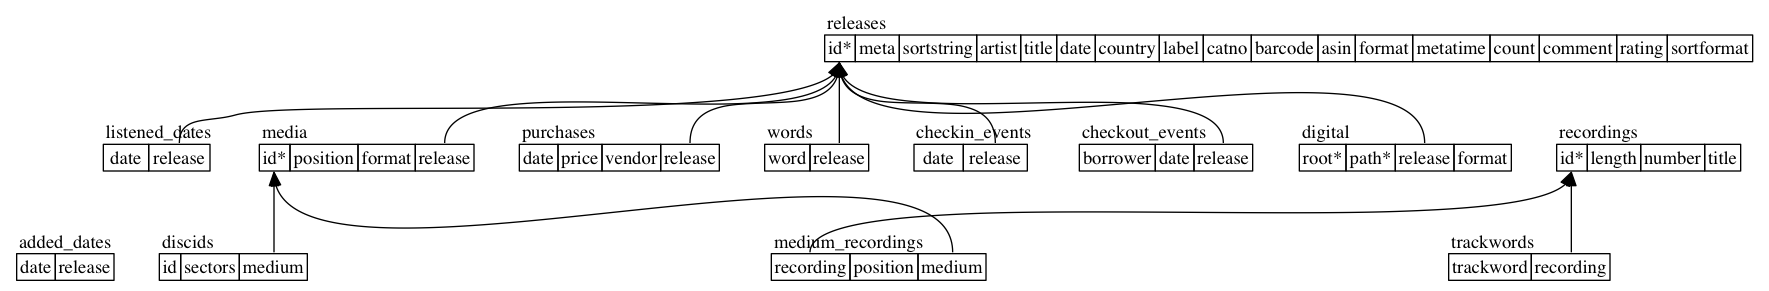 releases
id* meta sortstring artist title date country label catno barcode asin format metatime count comment rating sortformat
listened_dates media purchases words checkin_events checkout_events digital recordings
date release id* position format release date price vendor release word release date release borrower date release root* path* release format id* length number title
added_dates discids medium_recordings trackwords
date release id sectors medium recording position medium trackword recording